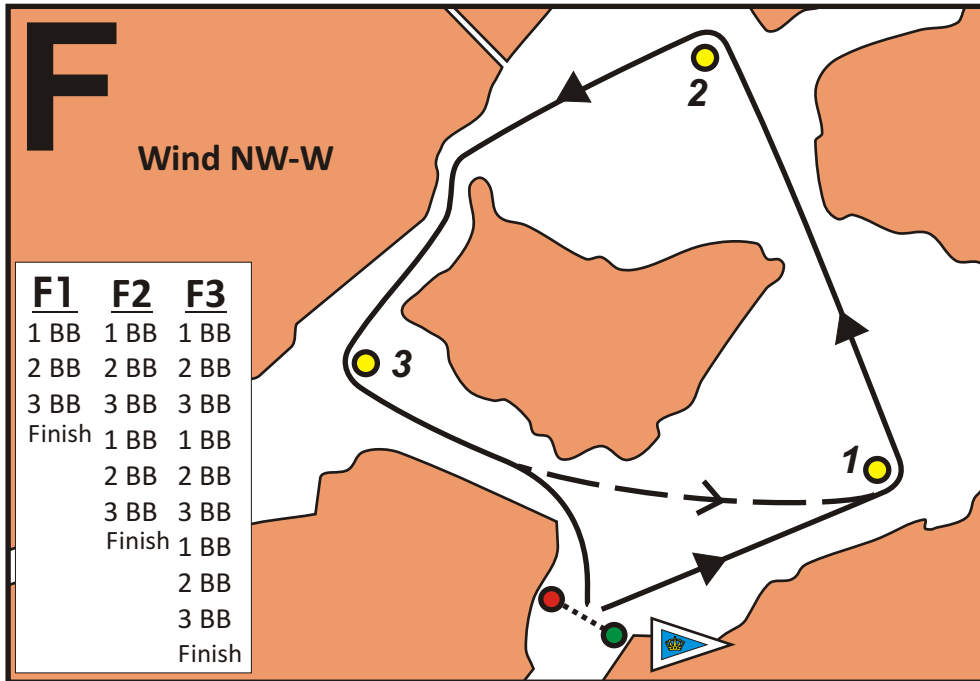 F
Wind NW-W
2
3
1
F1 F2 F3
1 BB 1 BB 1 BB
2 BB 2 BB 2 BB
3 BB 3 BB 3 BB
Finish 1 BB 1 BB
2 BB 2 BB
3 BB 3 BB
Finish 1 BB
2 BB
3 BB
Finish